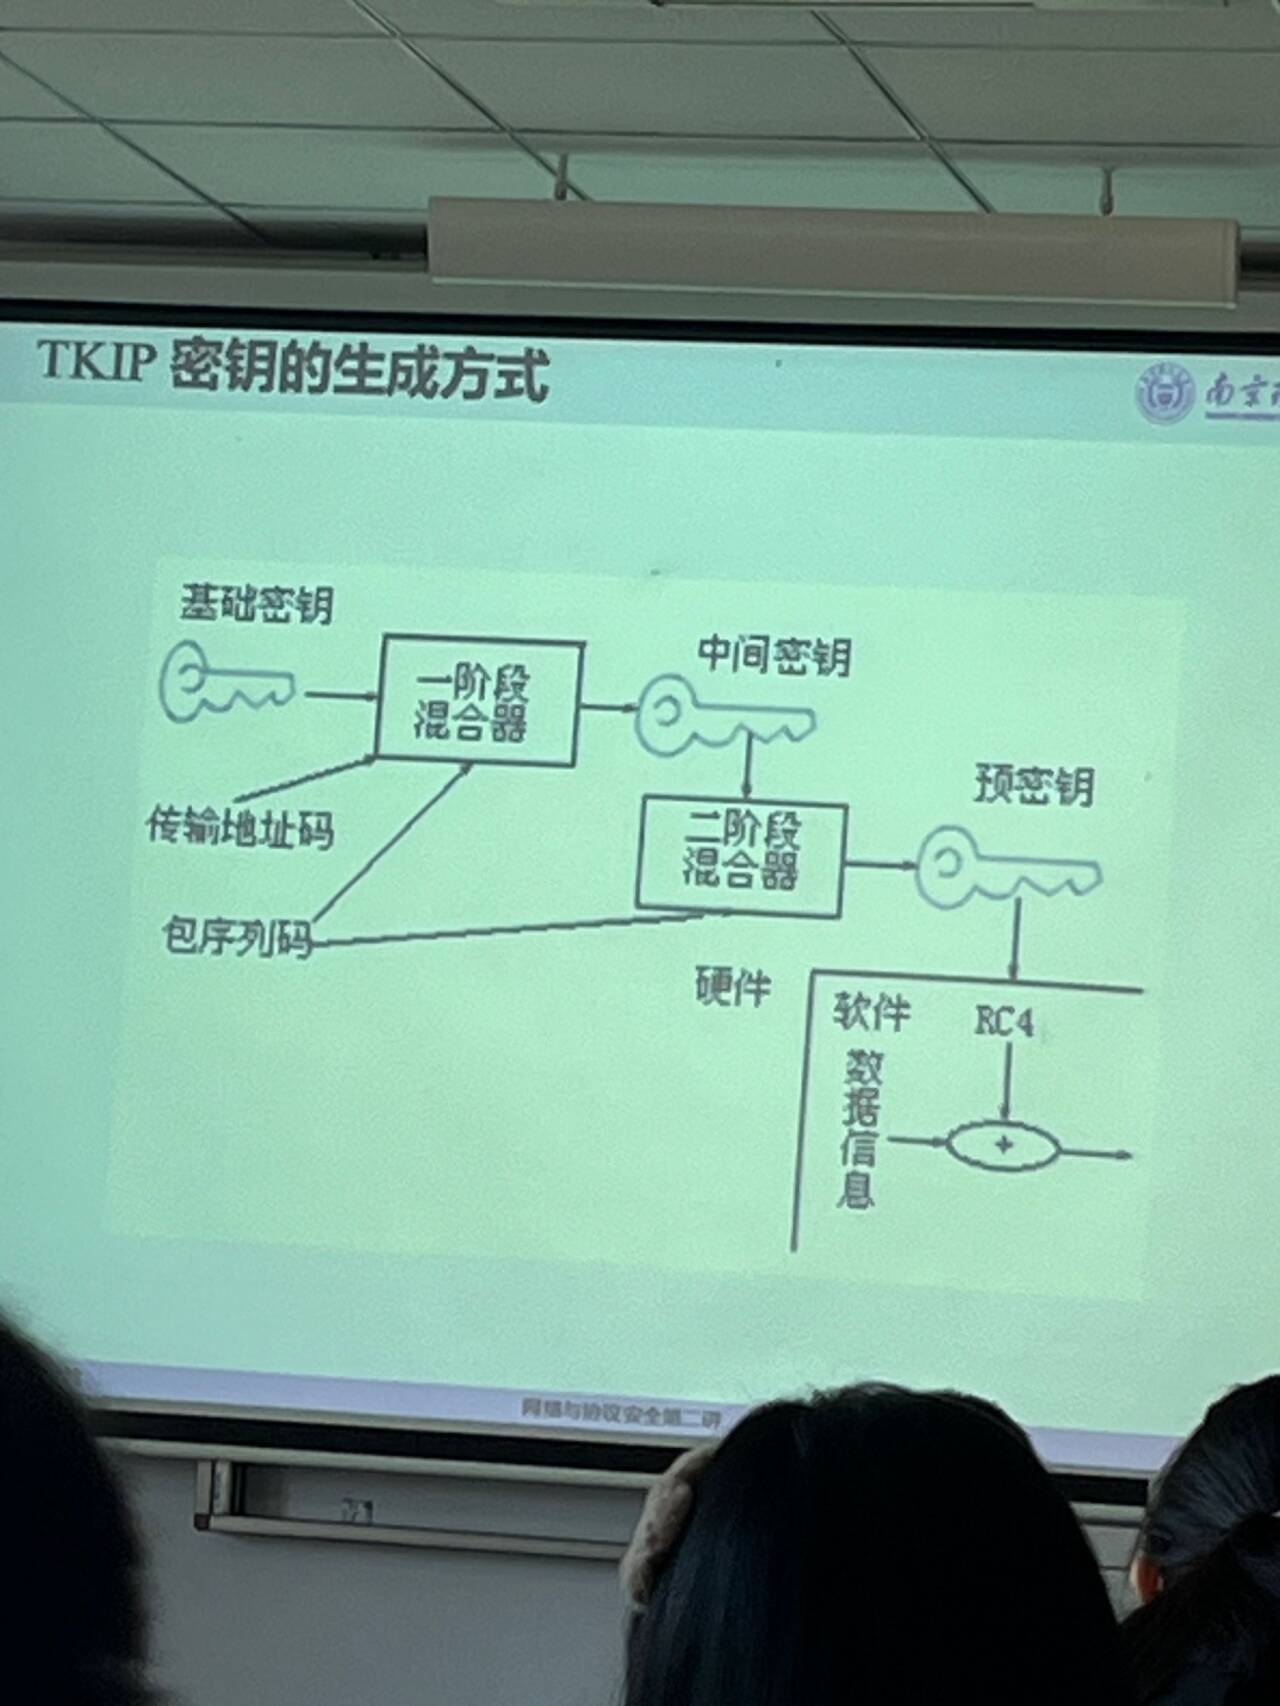 TKIP 密钥的生成方式
南京
基础密钥
一阶段
混合器
中间密钥
传输地址码
二阶段
混合器
预密钥
包序列码
硬件
软件
RC4
数
据
信
息
+
网络与协议安全第二讲